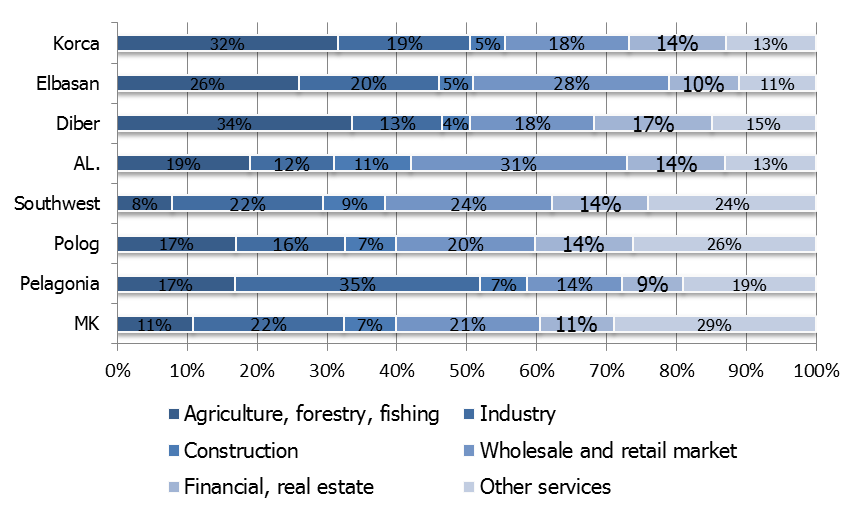 Korca 32% 19% 5% 18% 14% 13%
Elbasan 26% 20% 5% 28% 10% 11%
Diber 34% 13% 4% 18% 17% 15%
AL. 19% 12% 11% 31% 14% 13%
Southwest 8% 22% 9% 24% 14% 24%
Polog 17% 16% 7% 20% 14% 26%
Pelagonia 17% 35% 7% 14% 9% 19%
MK 11% 22% 7% 21% 11% 29%
0% 10% 20% 30% 40% 50% 60% 70% 80% 90% 100%
Agriculture, forestry, fishing Industry
Construction Wholesale and retail market
Financial, real estate Other services